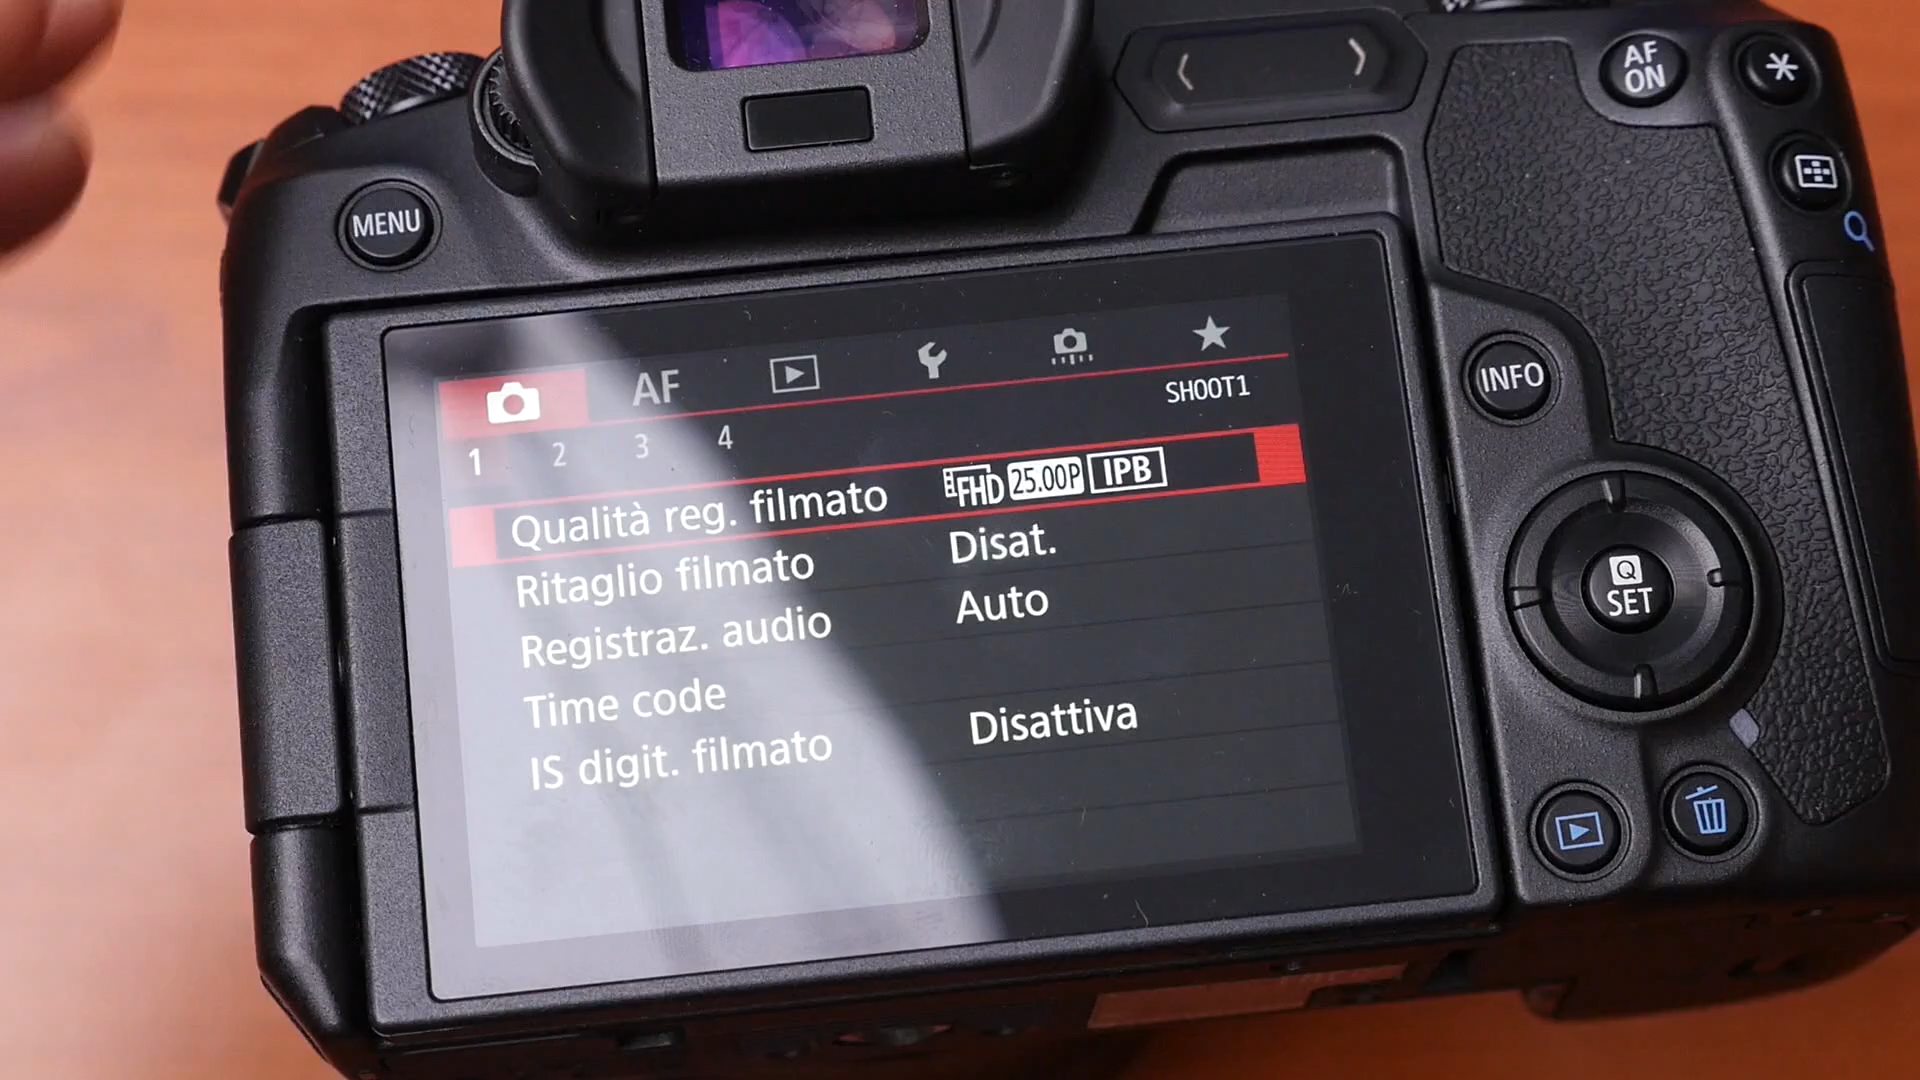 AF
ON
*
MENU
AF
SHOOT1
1 2 3 4
Qualità reg. filmato FHD 25.00P IPB
Ritaglio filmato Disat.
Registraz. audio Auto
Time code
IS digit. filmato Disattiva
INFO
Q
SET